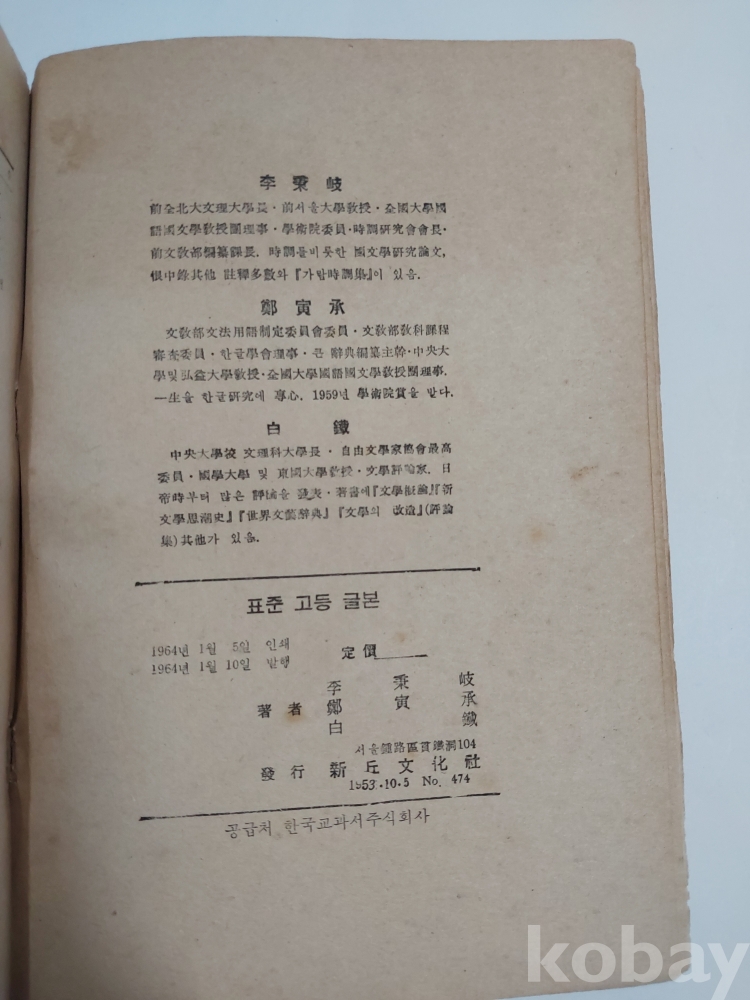 李秉岐
前全北大文理大學長·前서울大學敎授·全國大學國
語國文學敎授團理事·學術院委員·時調硏究會會長·
前文敎部編纂課長. 時調를비롯한 國文學硏究論文,
恨中錄其他 註釋多數와 『가람時調集』이 있음.
鄭寅承
文敎部文法用語制定委員會委員·文敎部敎科課程
審査委員·한글學會理事·큰 辭典編纂主幹·中央大
學및 弘益大學敎授·全國大學國語國文學敎授團理事.
一生을 한글硏究에 專心. 1959년 學術院賞을 받다.
白鐵
中央大學校 文理科大學長·自由文學家協會最高
委員·國學大學 및 東國大學敎授·文學評論家. 日
帝時부터 많은 評論을 發表·著書에『文學槪論』『新
文學思潮史』『世界文藝辭典』『文學의 改造』(評論
集)其他가 있음.
표준 고등 글본
1964년 1월 5일 인쇄
1964년 1월 10일 발행
定價
著者
李秉岐
鄭寅承
白鐵
서울鍾路區貫鐵洞104
發行 新丘文化社
1953.10.5 No. 474
공급처 한국교과서주식회사
kobay